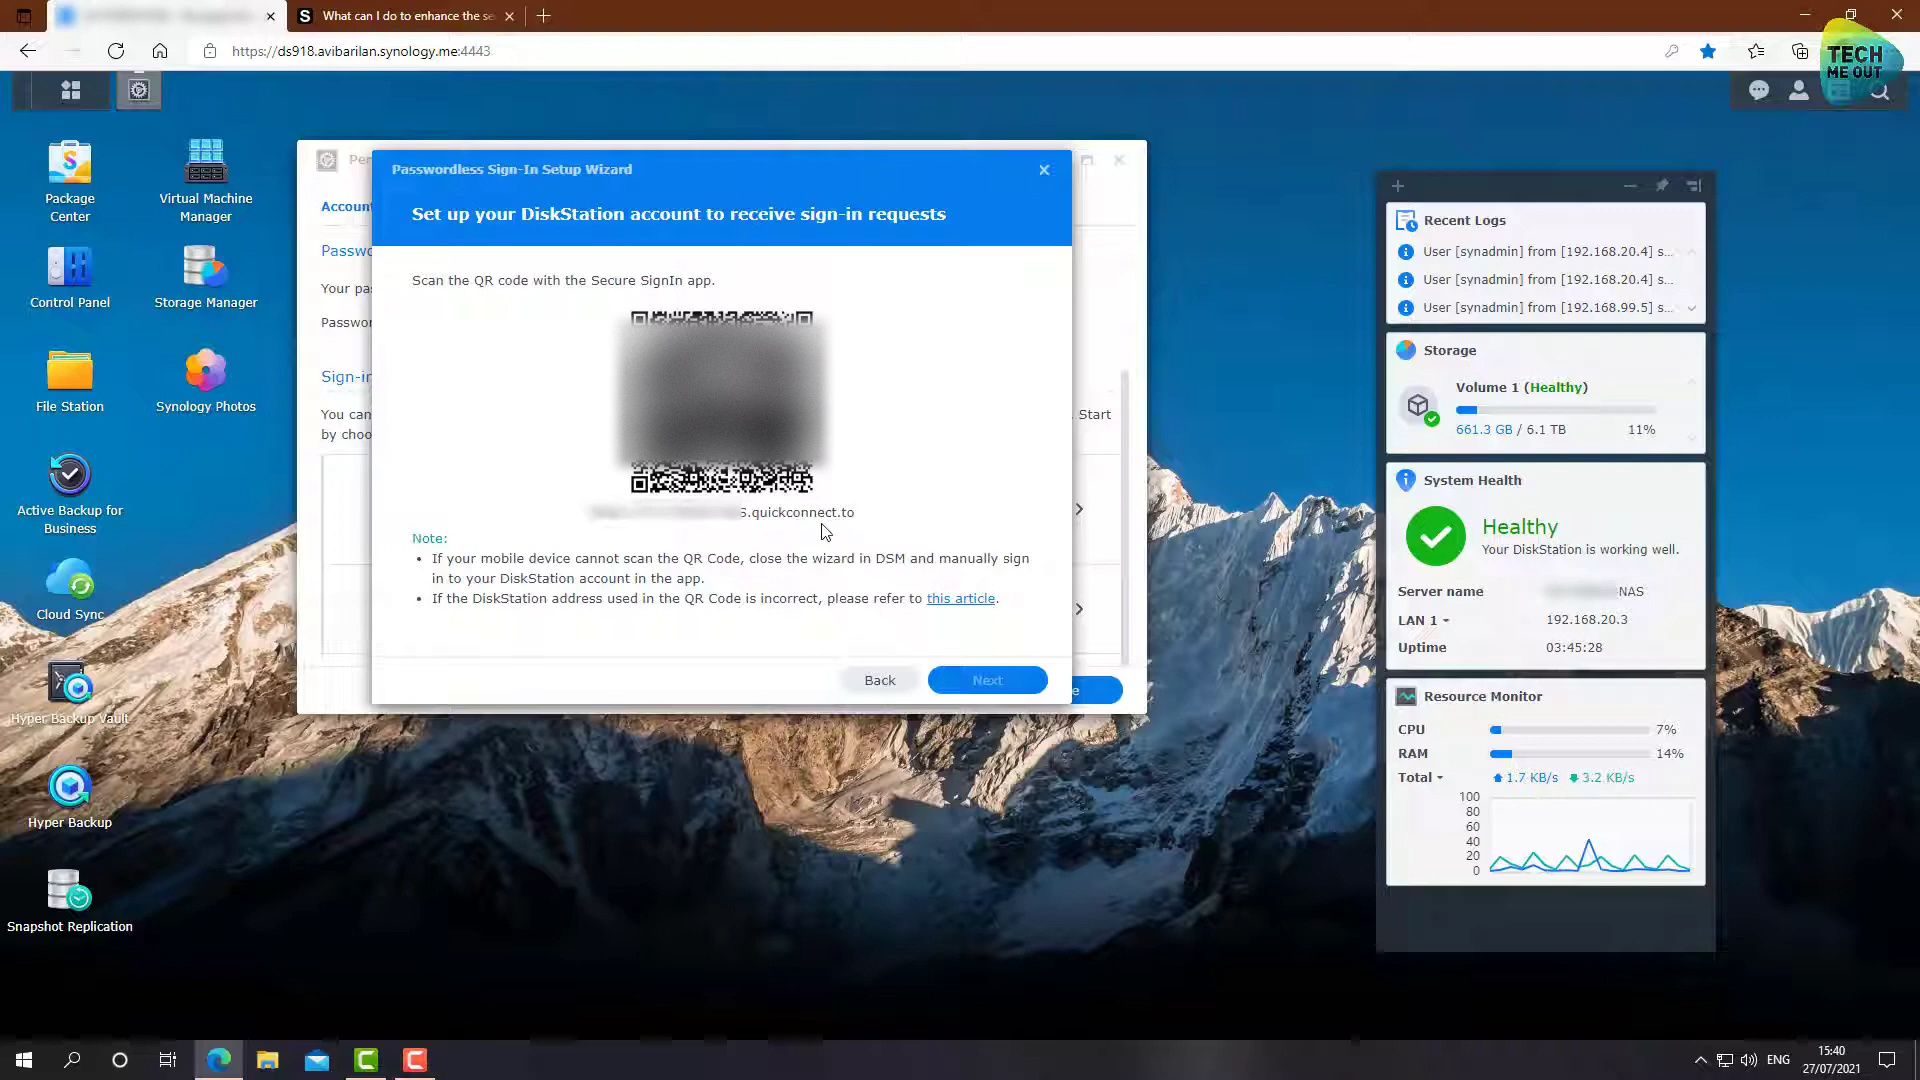 What can I do to enhance the se
https://ds918.avibarilan.synology.me:4443
TECH
ME OUT
Package
Center
Virtual Machine
Manager
Control Panel
Storage Manager
File Station
Synology Photos
Active Backup for
Business
Cloud Sync
Hyper Backup Vault
Hyper Backup
Snapshot Replication
Per
Account
Passwo
Your pa
Passwor
Sign-in
You can
. Start
by choo
e
Passwordless Sign-In Setup Wizard
Set up your DiskStation account to receive sign-in requests
Scan the QR code with the Secure SignIn app.
.quickconnect.to
Note:
• If your mobile device cannot scan the QR Code, close the wizard in DSM and manually sign
in to your DiskStation account in the app.
• If the DiskStation address used in the QR Code is incorrect, please refer to this article.
Back
Next
Recent Logs
User [synadmin] from [192.168.20.4] s...
User [synadmin] from [192.168.20.4] s...
User [synadmin] from [192.168.99.5] s...
Storage
Volume 1 (Healthy)
661.3 GB / 6.1 TB 11%
System Health
Healthy
Your DiskStation is working well.
Server name NAS
LAN 1 192.168.20.3
Uptime 03:45:28
Resource Monitor
CPU 7%
RAM 14%
Total 1.7 KB/s 3.2 KB/s
100
80
60
40
20
0
ENG
15:40
27/07/2021